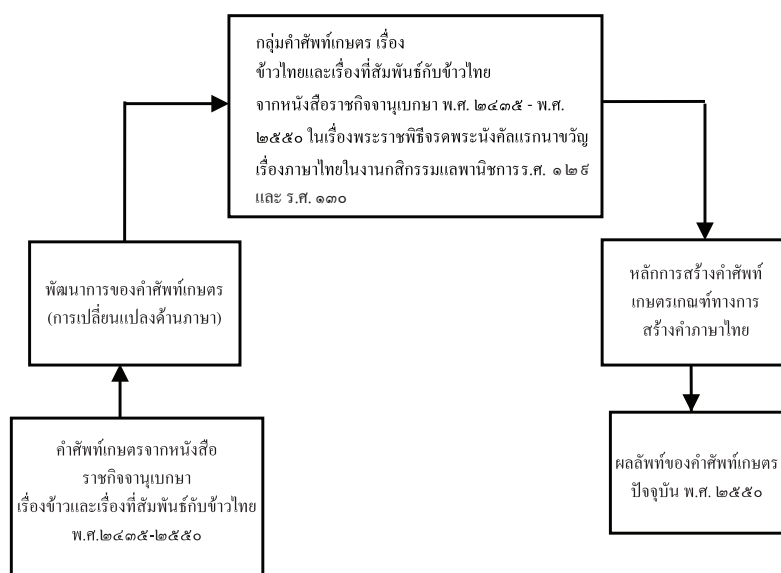 กลุ่มคำศัพท์เกษตร เรื่อง
ข้าวไทยและเรื่องที่สัมพันธ์กับข้าวไทย
จากหนังสือราชกิจจานุเบกษา พ.ศ. ๒๔๓๕ - พ.ศ.
๒๕๕๐ ในเรื่องพระราชพิธีจรดพระนังคัณแรกนาขวัญ
เรื่องภาษาไทยในงานกสิกรรมแลพานิชการร.ศ. ๑๒๙
และ ร.ศ. ๑๓๐
พัฒนาการของคำศัพท์เกษตร
(การเปลี่ยนแปลงด้านภาษา)
หลักการสร้างคำศัพท์
เกษตรเกณฑ์ทางการ
สร้างคำภาษาไทย
คำศัพท์เกษตรจากหนังสือ
ราชกิจจานุเบกษา
เรื่องข้าวและเรื่องที่สัมพันธ์กับข้าวไทย
พ.ศ.๒๔๓๕-๒๕๕๐
ผลลัพท์ของคำศัพท์เกษตร
ปัจจุบัน พ.ศ. ๒๕๕๐